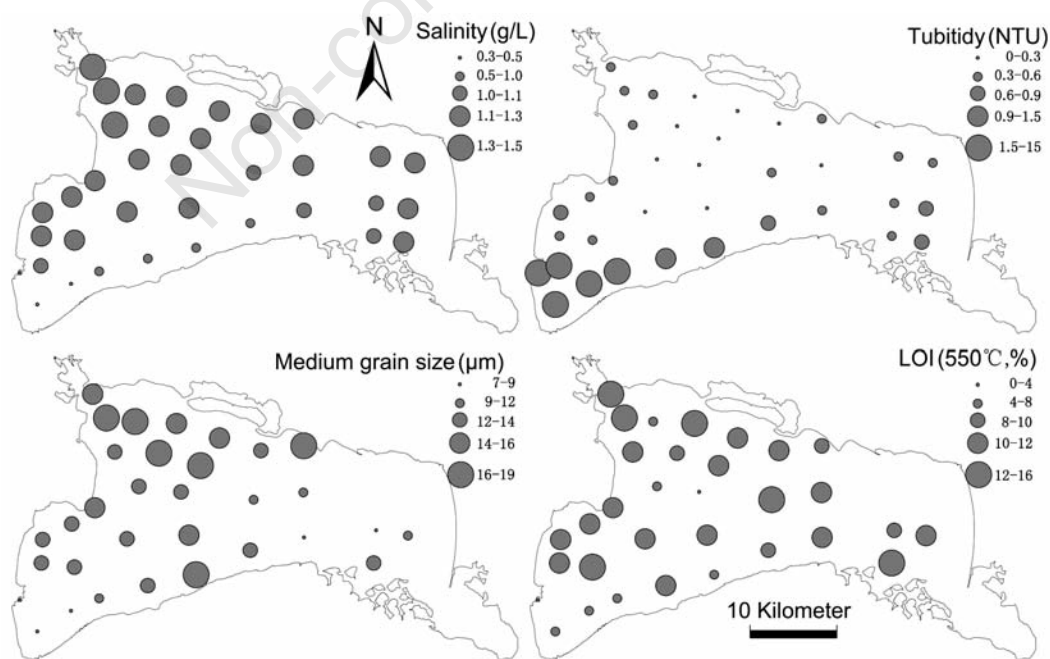 Non-co
N
Salinity (g/L)
0.3-0.5
0.5-1.0
1.0-1.1
1.1-1.3
1.3-1.5
Tubitidy (NTU)
0-0.3
0.3-0.6
0.6-0.9
0.9-1.5
1.5-15
Medium grain size (μm)
7-9
9-12
12-14
14-16
16-19
LOI (550℃,%)
0-4
4-8
8-10
10-12
12-16
10 Kilometer